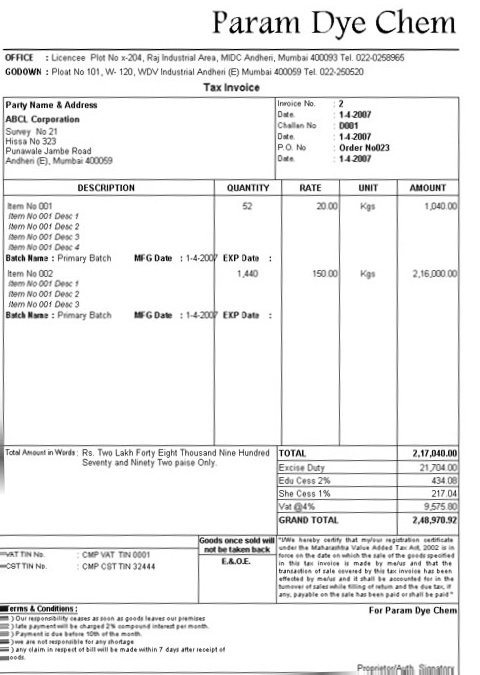 Param Dye Chem
OFFICE : Licencee Plot No x-204, Raj Industrial Area, MIDC Andheri, Mumbai 400093 Tel. 022-0258965
GODOWN : Ploat No 101, W- 120, WDV Industrial Andheri (E) Mumbai 400059 Tel. 022-250520
Tax Invoice
Party Name & Address
ABCL Corporation
Survey No 21
Hissa No 323
Punawale Jambe Road
Andheri (E), Mumbai 400059
Invoice No. : 2
Date. : 1-4-2007
Challan No : D001
Date. : 1-4-2007
P.O. No : Order No023
Date. : 1-4-2007
DESCRIPTION QUANTITY RATE UNIT AMOUNT
Item No 001 52 20.00 Kgs 1,040.00
Item No 001 Desc 1
Item No 001 Desc 2
Item No 001 Desc 3
Item No 001 Desc 4
Batch Name : Primary Batch MFG Date : 1-4-2007 EXP Date :
Item No 002 1,440 150.00 Kgs 2,16,000.00
Item No 001 Desc 1
Item No 001 Desc 2
Item No 001 Desc 3
Batch Name : Primary Batch MFG Date : 1-4-2007 EXP Date :
Total Amount in Words : Rs. Two Lakh Forty Eight Thousand Nine Hundred
Seventy and Ninety Two paise Only.
TOTAL 2,17,040.00
Excise Duty 21,704.00
Edu Cess 2% 434.08
She Cess 1% 217.04
Vat @4% 9,575.80
GRAND TOTAL 2,48,970.92
VAT TIN No. : CMP VAT TIN 0001
CST TIN No. : CMP CST TIN 32444
Goods once sold will
not be taken back
E.&.O.E.
"I/We hereby certify that my/our registration certificate
under the Maharashtra Value Added Tax Act, 2002 is in
force on the date on which the sale of the goods specified
in this tax invoice is made by me/us and that the
transaction of sale covered by this tax invoice has been
effected by me/us and it shall be accounted for in the
turnover of sales while filling of return and the due tax, if
any, payable on the sale has been paid or shall be paid"
Terms & Conditions :
) Our responsibility ceases as soon as goods leaves our premises
) late payment will be charged 2% compound interest per month.
) Payment is due before 10th of the month.
) we are not responsible for any shortage
) any claim in respect of bill will be made within 7 days after receipt of
goods.
For Param Dye Chem
Proprietor/Auth. Signatory